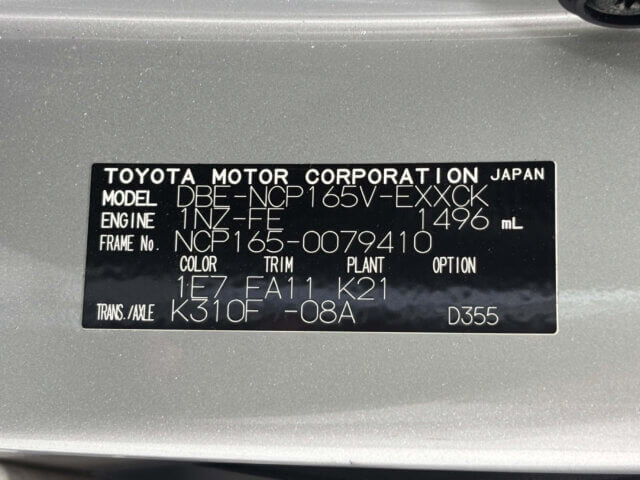 TOYOTA MOTOR CORPORATION JAPAN
MODEL DBE-NCP165V-EXXCK
ENGINE 1NZ-FE 1496 mL
FRAME No. NCP165-0079410
COLOR TRIM PLANT OPTION
1E7 FA11 K21
TRANS./AXLE K310F -08A D355